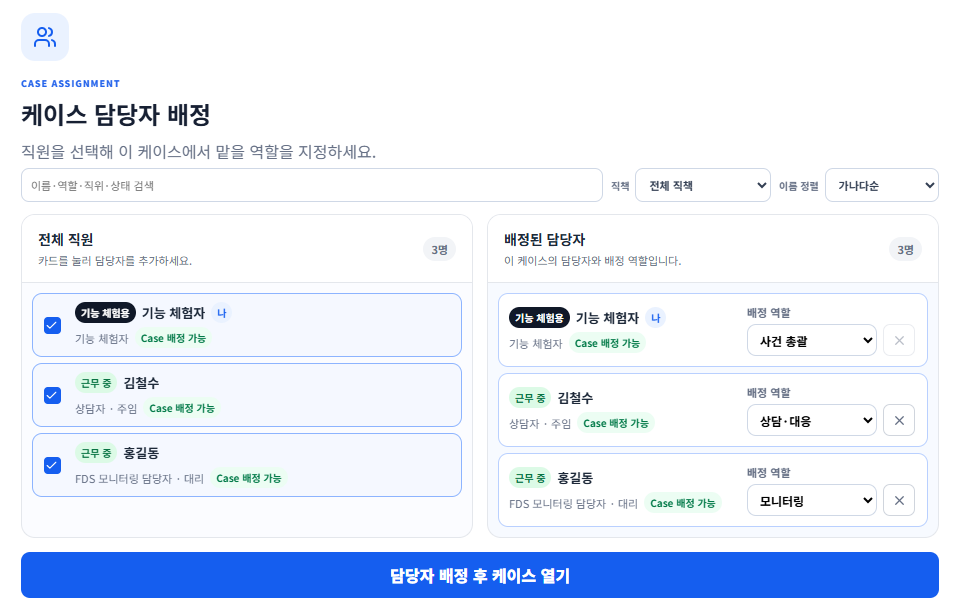 CASE ASSIGNMENT
케이스 담당자 배정
직원을 선택해 이 케이스에서 맡을 역할을 지정하세요.
이름·역할·직위·상태 검색
직책
전체 직책
이름 정렬
가나다순
전체 직원
카드를 눌러 담당자를 추가하세요.
3명
기능 체험용 기능 체험자 나
기능 체험자 Case 배정 가능
근무 중 김철수
상담자 · 주임 Case 배정 가능
근무 중 홍길동
FDS 모니터링 담당자 · 대리 Case 배정 가능
배정된 담당자
이 케이스의 담당자와 배정 역할입니다.
3명
기능 체험용 기능 체험자 나
기능 체험자 Case 배정 가능
배정 역할
사건 총괄
근무 중 김철수
상담자 · 주임 Case 배정 가능
배정 역할
상담·대응
근무 중 홍길동
FDS 모니터링 담당자 · 대리 Case 배정 가능
배정 역할
모니터링
담당자 배정 후 케이스 열기